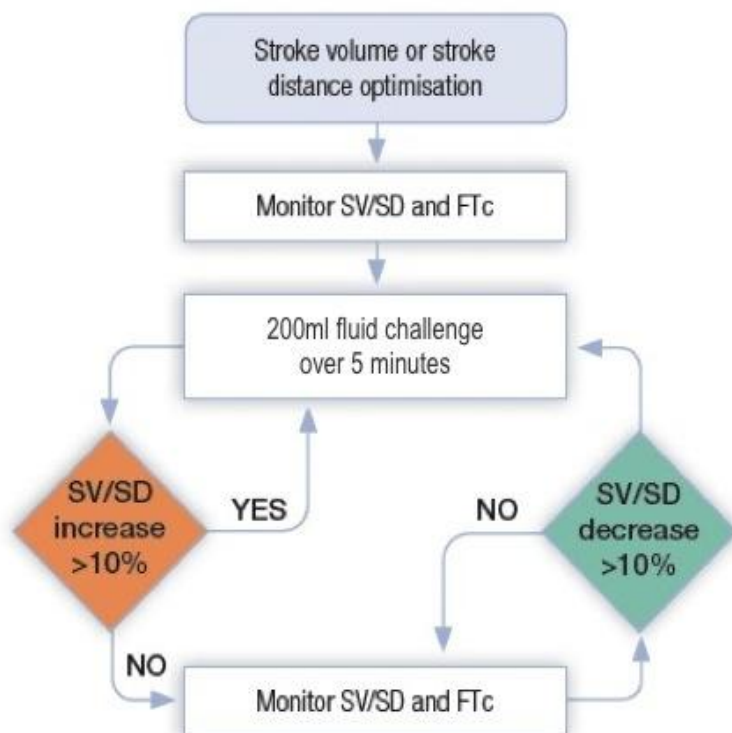 Stroke volume or stroke
distance optimisation
Monitor SV/SD and FTc
200ml fluid challenge
over 5 minutes
SV/SD
increase
>10%
YES
NO
SV/SD
decrease
>10%
NO
Monitor SV/SD and FTc